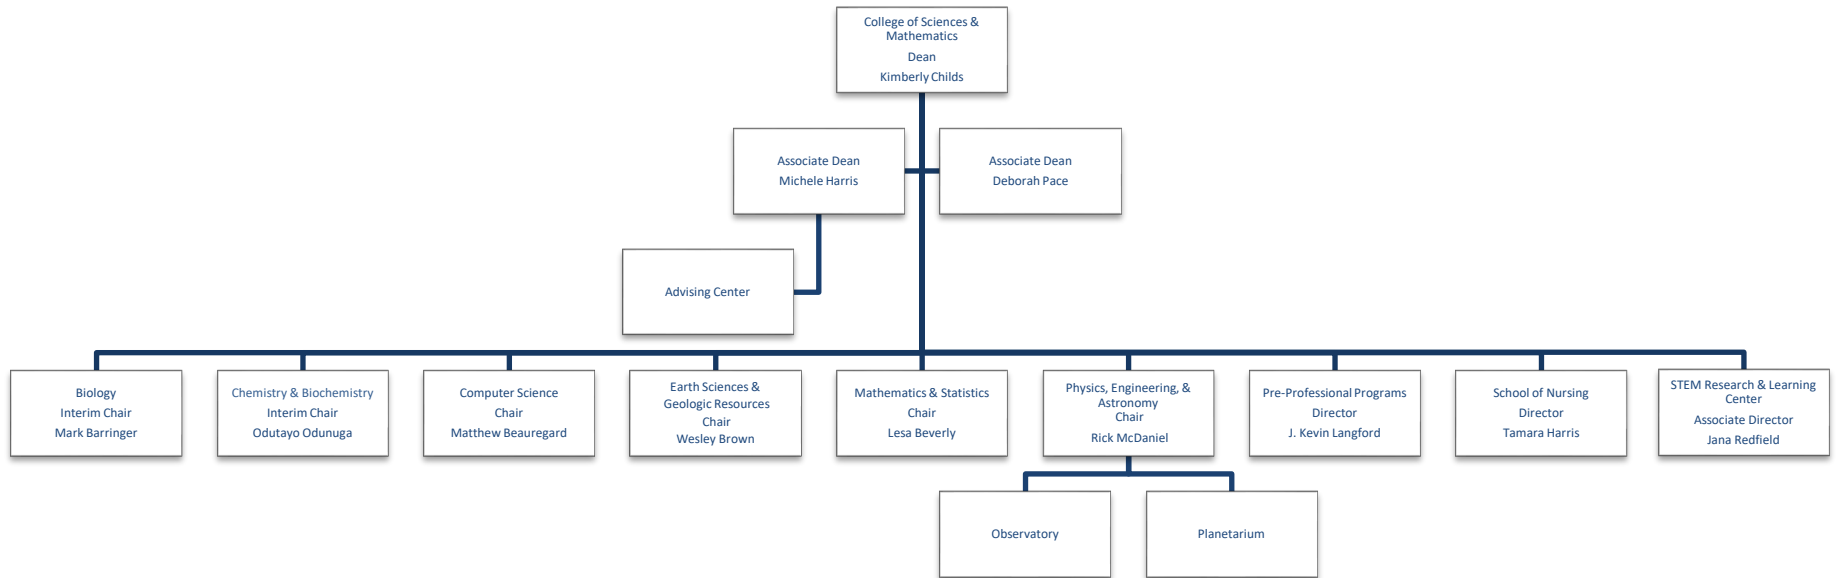 College of Sciences &
Mathematics
Dean
Kimberly Childs
Associate Dean
Michele Harris
Associate Dean
Deborah Pace
Advising Center
Biology
Interim Chair
Mark Barringer
Chemistry & Biochemistry
Interim Chair
Odutayo Odunuga
Computer Science
Chair
Matthew Beauregard
Earth Sciences &
Geologic Resources
Chair
Wesley Brown
Mathematics & Statistics
Chair
Lesa Beverly
Physics, Engineering, &
Astronomy
Chair
Rick McDaniel
Pre-Professional Programs
Director
J. Kevin Langford
School of Nursing
Director
Tamara Harris
STEM Research & Learning
Center
Associate Director
Jana Redfield
Observatory
Planetarium